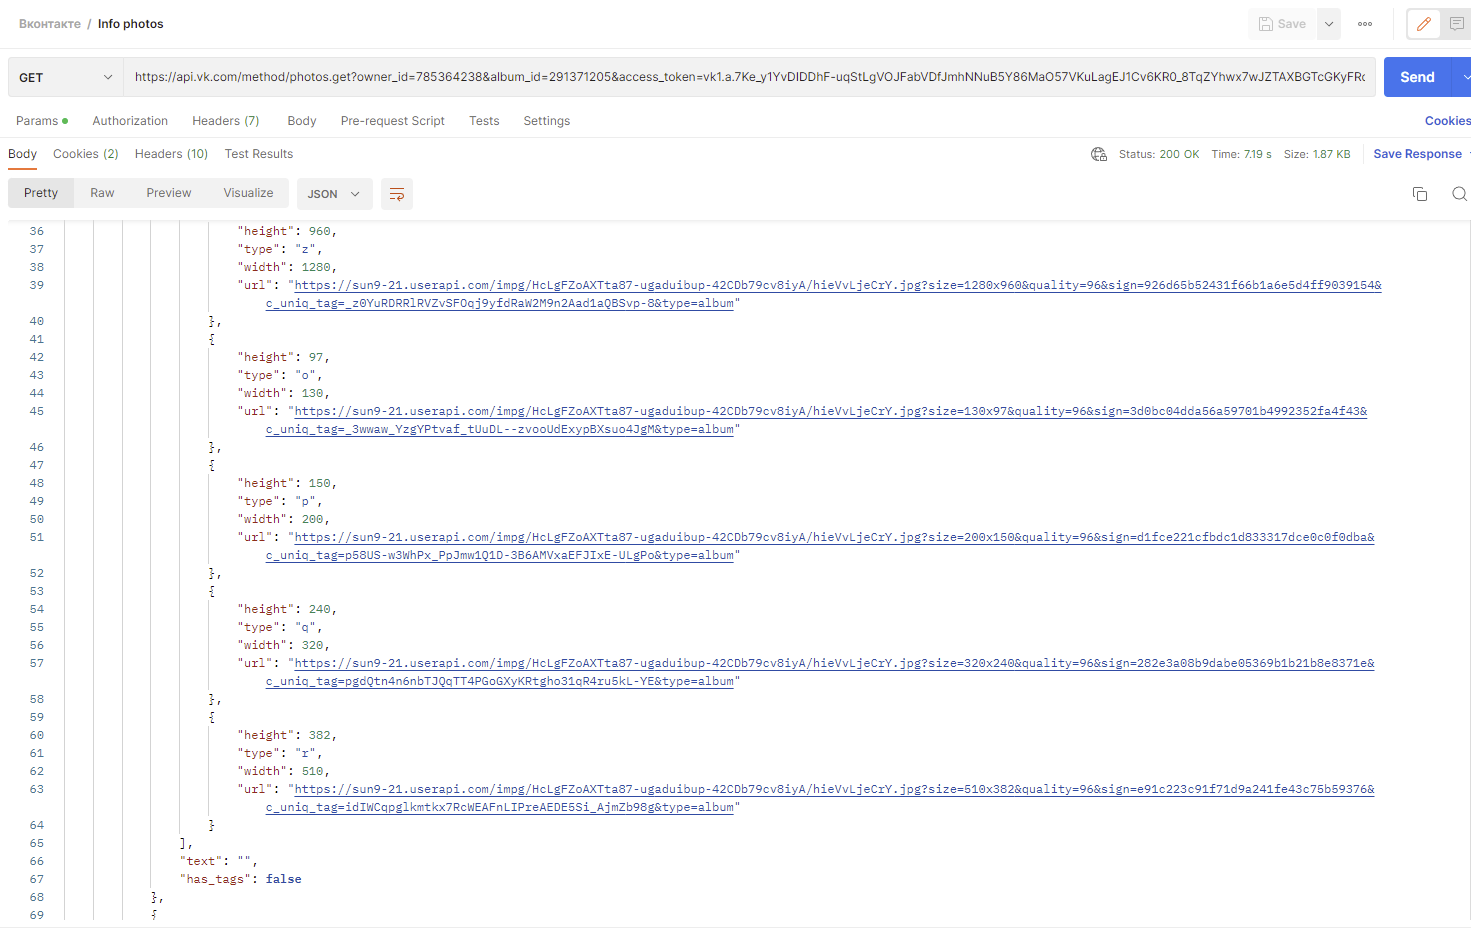 Вконтакте / Info photos
Save
GET
https://api.vk.com/method/photos.get?owner_id=785364238&album_id=291371205&access_token=vk1.a.7Ke_y1YvDIDDhF-uqStLgVOJFabVDfJmhNNuB5Y86MaO57VKuLagEJ1Cv6KR0_8TqZYhwx7wJZTAXBGTcGKyFRc
Send
Params
Authorization
Headers (7)
Body
Pre-request Script
Tests
Settings
Cookies
Body
Cookies (2)
Headers (10)
Test Results
Status: 200 OK
Time: 7.19 s
Size: 1.87 KB
Save Response
Pretty
Raw
Preview
Visualize
JSON
36 "height": 960,
37 "type": "z",
38 "width": 1280,
39 "url": "https://sun9-21.userapi.com/impg/HcLgFZoAXTta87-ugaduibup-42CDb79cv8iyA/hieVvLjeCrY.jpg?size=1280x960&quality=96&sign=926d65b52431f66b1a6e5d4ff9039154&
c_uniq_tag=_z0YuRDRRlRVZvSFOqj9yfdRaW2M9n2Aad1aQBSvp-8&type=album"
40 },
41 {
42 "height": 97,
43 "type": "o",
44 "width": 130,
45 "url": "https://sun9-21.userapi.com/impg/HcLgFZoAXTta87-ugaduibup-42CDb79cv8iyA/hieVvLjeCrY.jpg?size=130x97&quality=96&sign=3d0bc04dda56a59701b4992352fa4f43&
c_uniq_tag=_3wwaw_YzgYPtvaf_tUuDL--zvooUdExypBXsuo4JgM&type=album"
46 },
47 {
48 "height": 150,
49 "type": "p",
50 "width": 200,
51 "url": "https://sun9-21.userapi.com/impg/HcLgFZoAXTta87-ugaduibup-42CDb79cv8iyA/hieVvLjeCrY.jpg?size=200x150&quality=96&sign=d1fce221cfbdc1d833317dce0c0f0dba&
c_uniq_tag=p58US-w3WhPx_PpJmw1Q1D-3B6AMVxaEFJIxE-ULgPo&type=album"
52 },
53 {
54 "height": 240,
55 "type": "q",
56 "width": 320,
57 "url": "https://sun9-21.userapi.com/impg/HcLgFZoAXTta87-ugaduibup-42CDb79cv8iyA/hieVvLjeCrY.jpg?size=320x240&quality=96&sign=282e3a08b9dabe05369b1b21b8e8371e&
c_uniq_tag=pgdQtn4n6nbTJQqTT4PGoGXyKRtgho31qR4ru5kL-YE&type=album"
58 },
59 {
60 "height": 382,
61 "type": "r",
62 "width": 510,
63 "url": "https://sun9-21.userapi.com/impg/HcLgFZoAXTta87-ugaduibup-42CDb79cv8iyA/hieVvLjeCrY.jpg?size=510x382&quality=96&sign=e91c223c91f71d9a241fe43c75b59376&
c_uniq_tag=idIWCqpglkmtkx7RcWEAFnLIPreAEDE5Si_AjmZb98g&type=album"
64 }
65 ],
66 "text": "",
67 "has_tags": false
68 },
69 {